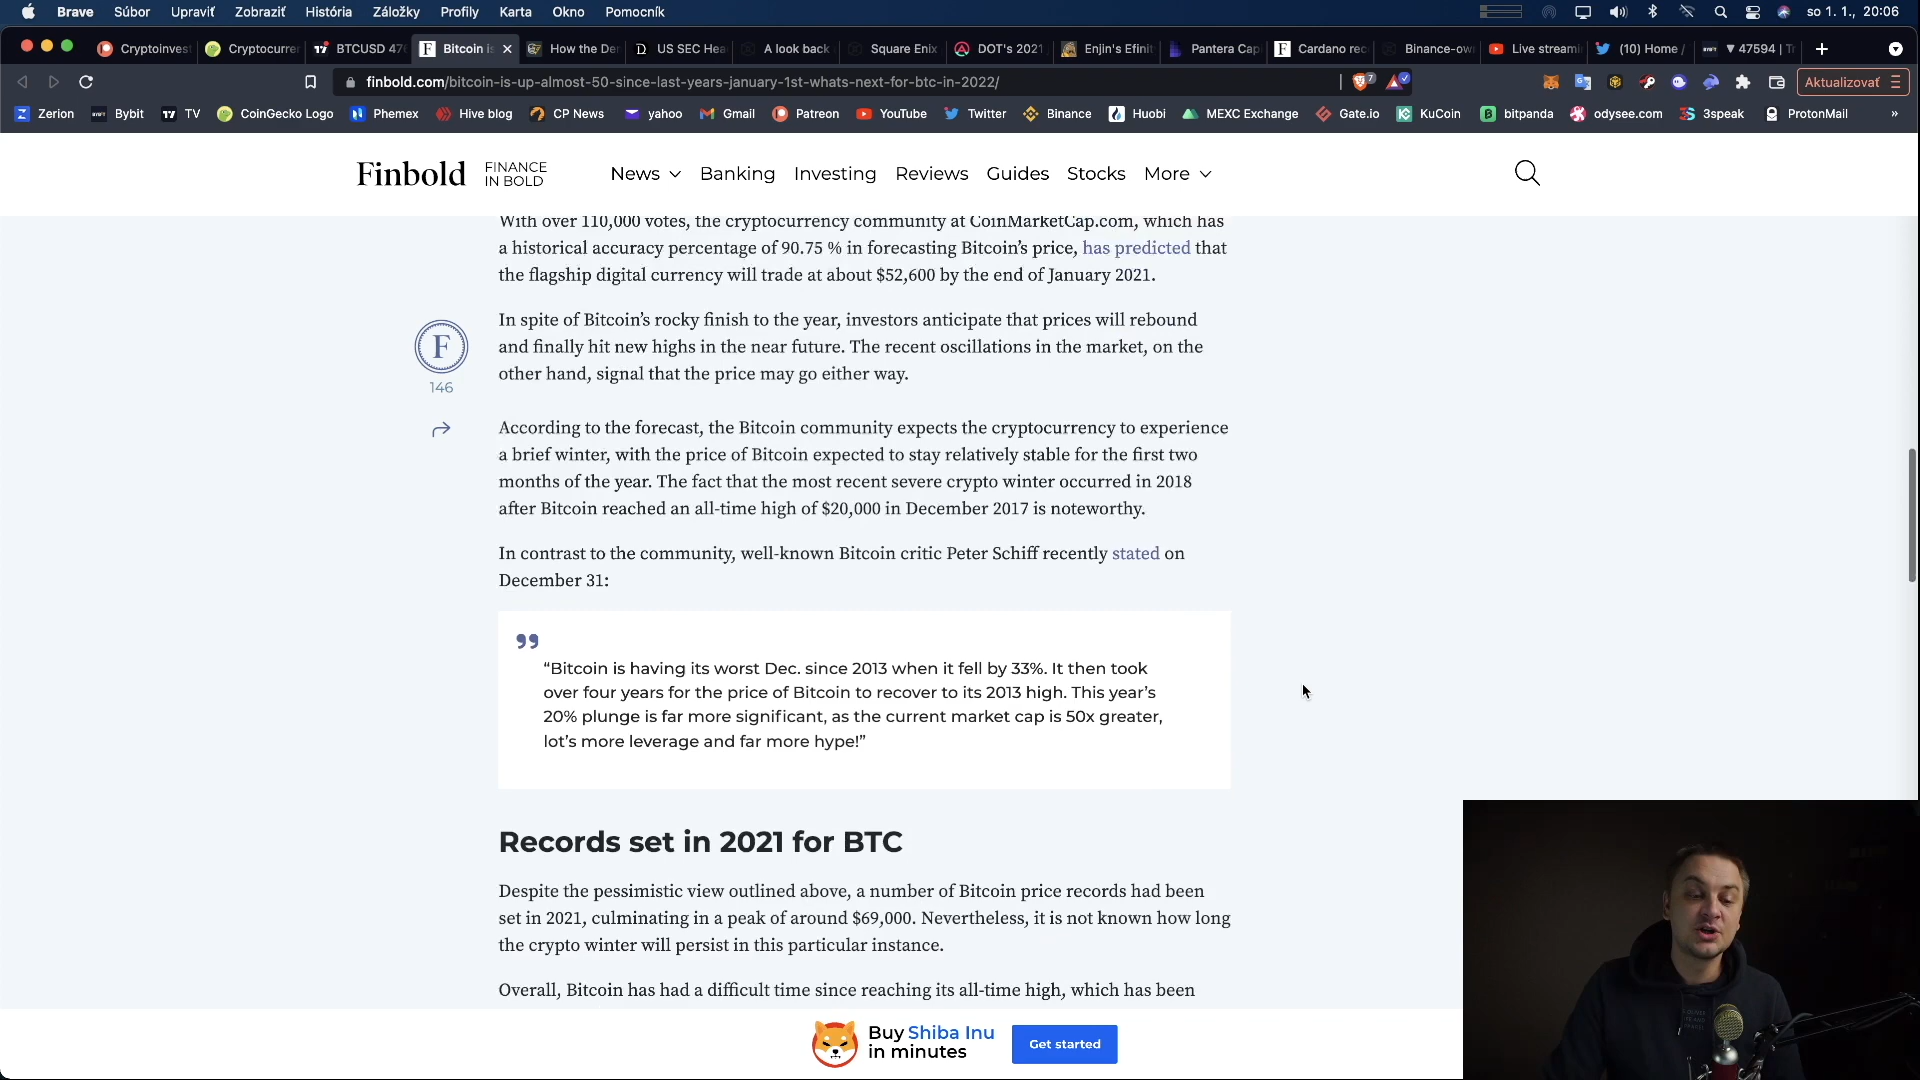 Brave Súbor Upraviť Zobraziť História Záložky Profily Karta Okno Pomocník so 1. 1., 20:06
Cryptoinvest Cryptocurre BTCUSD 47 Bitcoin is How the De US SEC Hea A look back Square Enix DOT's 2021 Enjin's Efinit Pantera Cap Cardano rec Binance-ow Live streami (10) Home / ▼ 47594 | Tr
finbold.com/bitcoin-is-up-almost-50-since-last-years-january-1st-whats-next-for-btc-in-2022/ 7 Aktualizovať
Zerion Bybit TV CoinGecko Logo Phemex Hive blog CP News yahoo Gmail Patreon YouTube Twitter Binance Huobi MEXC Exchange Gate.io KuCoin bitpanda odysee.com 3speak ProtonMail »
Finbold FINANCE IN BOLD News Banking Investing Reviews Guides Stocks More
With over 110,000 votes, the cryptocurrency community at CoinMarketCap.com, which has
a historical accuracy percentage of 90.75 % in forecasting Bitcoin's price, has predicted that
the flagship digital currency will trade at about $52,600 by the end of January 2021.
In spite of Bitcoin's rocky finish to the year, investors anticipate that prices will rebound
and finally hit new highs in the near future. The recent oscillations in the market, on the
other hand, signal that the price may go either way.
F
146
According to the forecast, the Bitcoin community expects the cryptocurrency to experience
a brief winter, with the price of Bitcoin expected to stay relatively stable for the first two
months of the year. The fact that the most recent severe crypto winter occurred in 2018
after Bitcoin reached an all-time high of $20,000 in December 2017 is noteworthy.
In contrast to the community, well-known Bitcoin critic Peter Schiff recently stated on
December 31:
"Bitcoin is having its worst Dec. since 2013 when it fell by 33%. It then took
over four years for the price of Bitcoin to recover to its 2013 high. This year's
20% plunge is far more significant, as the current market cap is 50x greater,
lot's more leverage and far more hype!"
Records set in 2021 for BTC
Despite the pessimistic view outlined above, a number of Bitcoin price records had been
set in 2021, culminating in a peak of around $69,000. Nevertheless, it is not known how long
the crypto winter will persist in this particular instance.
Overall, Bitcoin has had a difficult time since reaching its all-time high, which has been
Buy Shiba Inu
in minutes
Get started